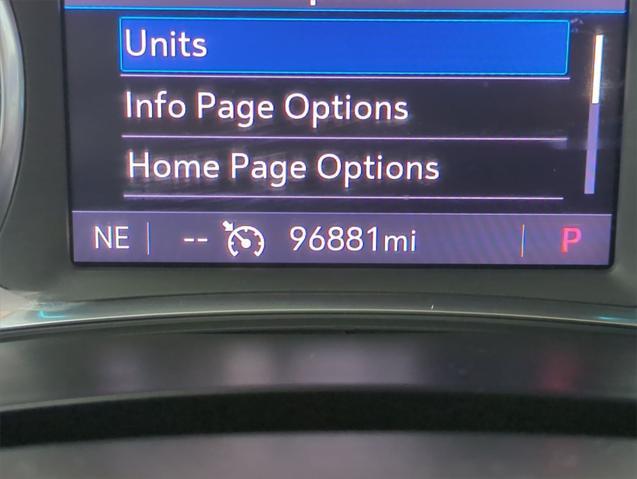 Units
Info Page Options
Home Page Options
NE -- 96881mi P